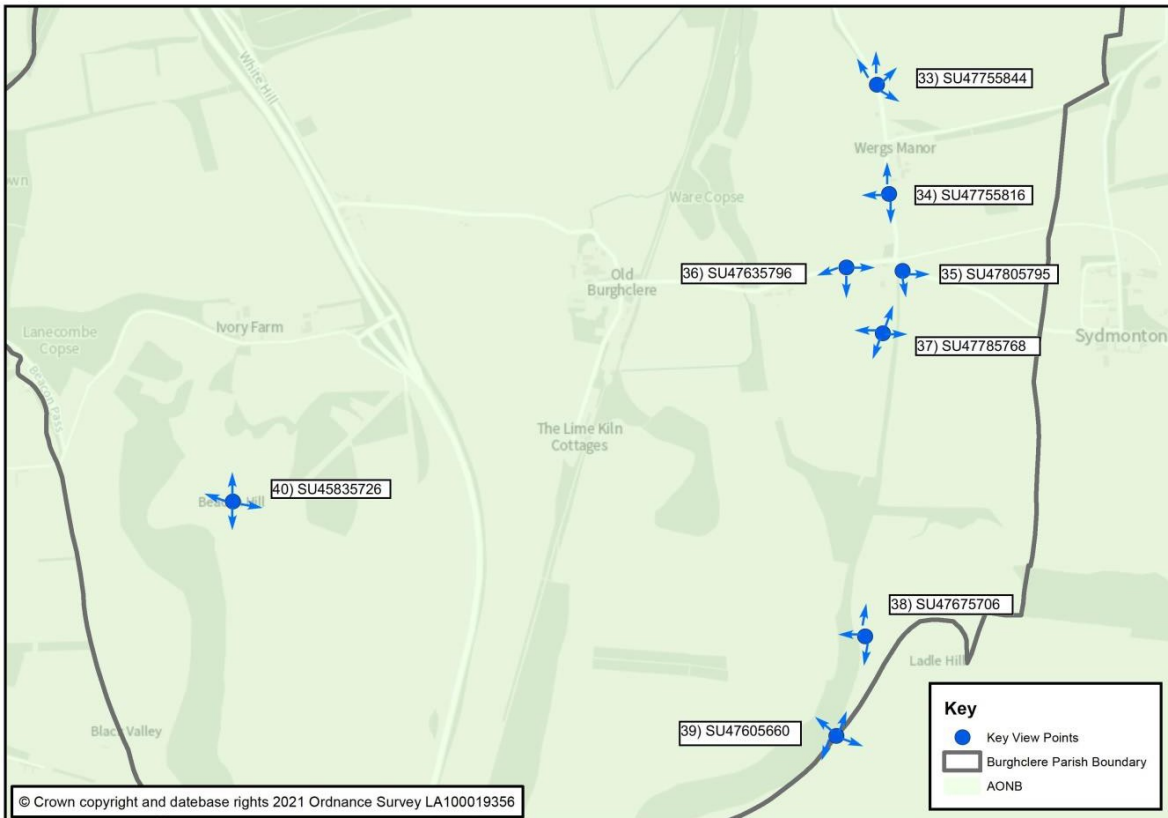 White Hill
33) SU47755844
Wergs Manor
34) SU47755816
Ware Copse
36) SU47635796
35) SU47805795
Old
Burghclere
Ivory Farm
37) SU47785768
Sydmonton
Lanecombe
Copse
Beacon Pass
The Lime Kiln
Cottages
40) SU45835726
38) SU47675706
Ladle Hill
39) SU47605660
Black Valley
Key
Key View Points
Burghclere Parish Boundary
AONB
© Crown copyright and datebase rights 2021 Ordnance Survey LA100019356